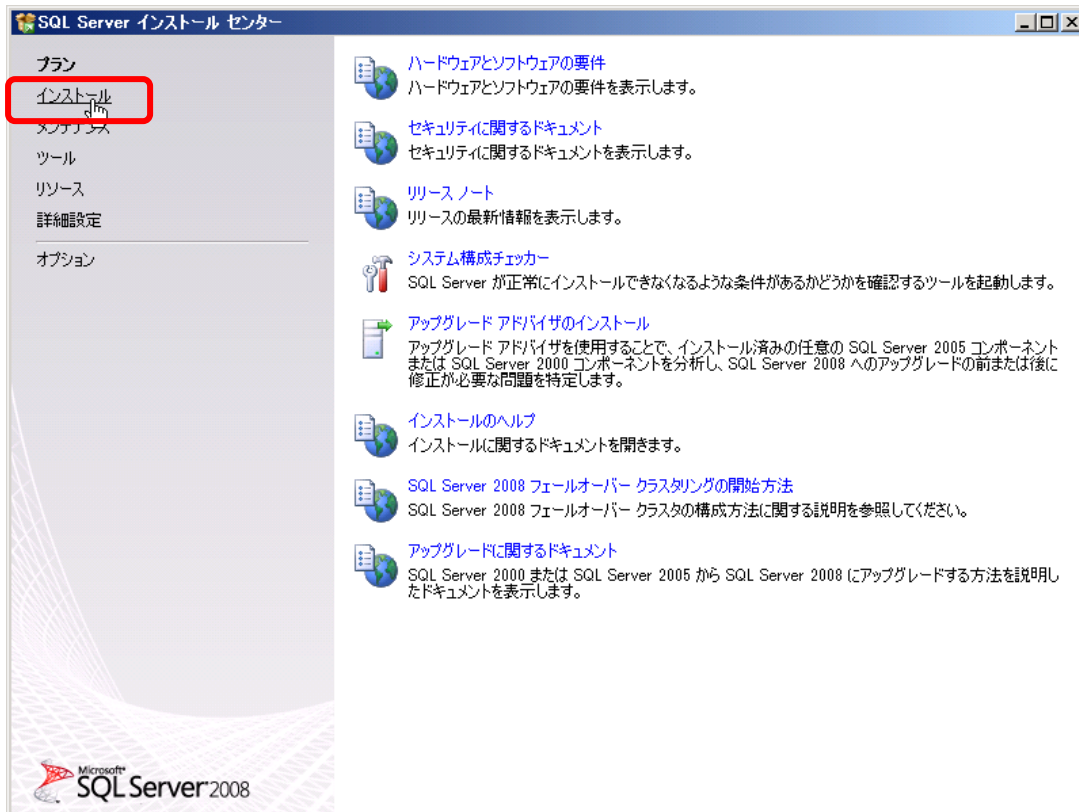 SQL Server インストール センター
プラン
インストール
メンテナンス
ツール
リソース
詳細設定
オプション
ハードウェアとソフトウェアの要件
ハードウェアとソフトウェアの要件を表示します。
セキュリティに関するドキュメント
セキュリティに関するドキュメントを表示します。
リリース ノート
リリースの最新情報を表示します。
システム構成チェッカー
SQL Server が正常にインストールできなくなるような条件があるかどうかを確認するツールを起動します。
アップグレード アドバイザのインストール
アップグレード アドバイザを使用することで、インストール済みの任意の SQL Server 2005 コンポーネント
または SQL Server 2000 コンポーネントを分析し、SQL Server 2008 へのアップグレードの前または後に
修正が必要な問題を特定します。
インストールのヘルプ
インストールに関するドキュメントを開きます。
SQL Server 2008 フェールオーバー クラスタリングの開始方法
SQL Server 2008 フェールオーバー クラスタの構成方法に関する説明を参照してください。
アップグレードに関するドキュメント
SQL Server 2000 または SQL Server 2005 から SQL Server 2008 にアップグレードする方法を説明し
たドキュメントを表示します。
Microsoft
SQL Server 2008